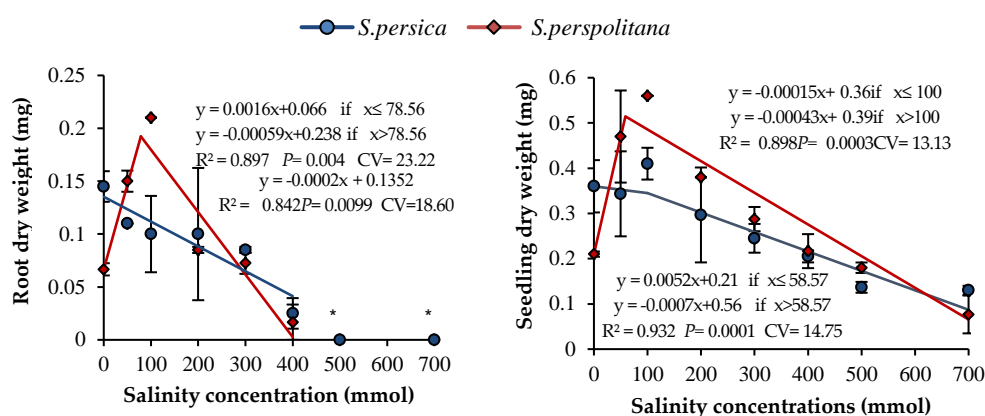 S.persica S.perspolitana
0.25
0.2
0.15
0.1
0.05
0
Root dry weight (mg)
y = 0.0016x+0.066 if x≤ 78.56
y= -0.00059x+0.238 if x>78.56
R² = 0.897 P= 0.004 CV= 23.22
y = -0.0002x + 0.1352
R² = 0.842P= 0.0099 CV=18.60
* *
0 100 200 300 400 500 600 700
Salinity concentration (mmol)
0.6
0.5
0.4
0.3
0.2
0.1
0
Seedling dry weight (mg)
y= -0.00015x+ 0.36if x≤ 100
y= -0.00043x+ 0.39if x>100
R² = 0.898P= 0.0003CV= 13.13
y= 0.0052x+0.21 if x≤58.57
y= -0.0007x+0.56 if x>58.57
R² = 0.932 P= 0.0001 CV= 14.75
0 100 200 300 400 500 600 700
Salinity concentrations (mmol)